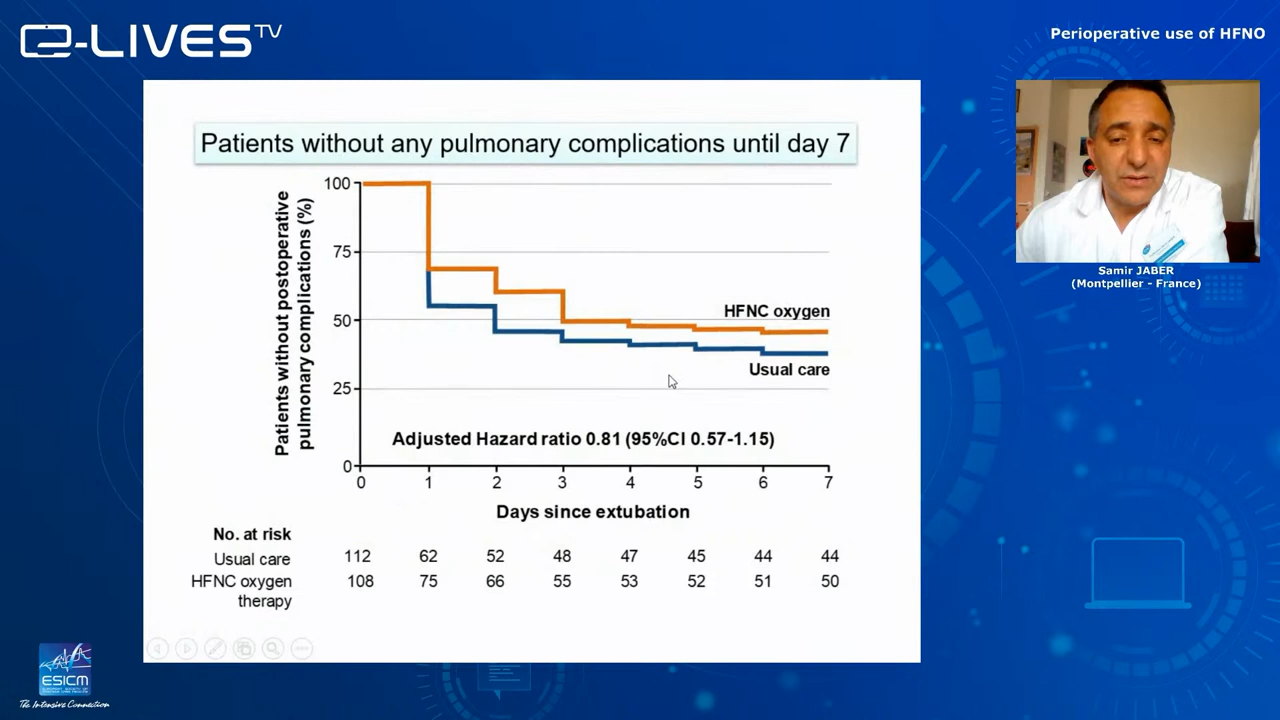 e-LIVES TV
Perioperative use of HFNO
Samir JABER
(Montpellier - France)
Patients without any pulmonary complications until day 7
Patients without postoperative
pulmonary complications (%)
100
75
50
25
0
HFNC oxygen
Usual care
Adjusted Hazard ratio 0.81 (95%CI 0.57-1.15)
0 1 2 3 4 5 6 7
Days since extubation
No. at risk
Usual care 112 62 52 48 47 45 44 44
HFNC oxygen 108 75 66 55 53 52 51 50
therapy
ESICM
The Intensive Connection